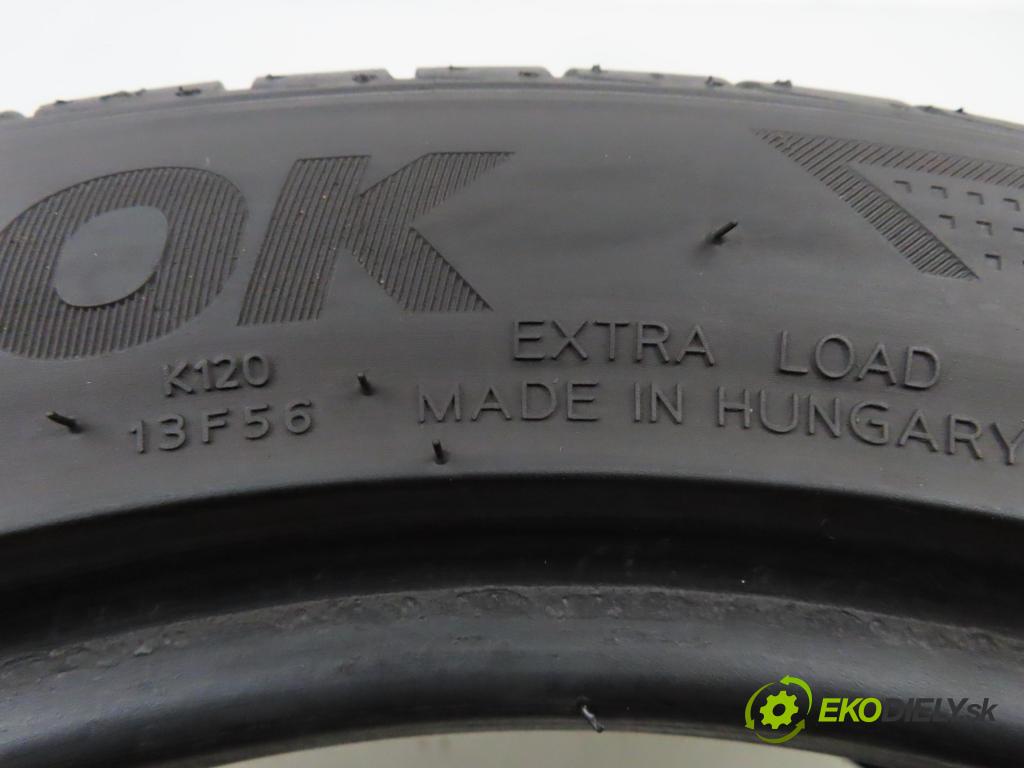 OK
K120
13F56
EXTRA LOAD
MADE IN HUNGARY
EKODIELY.sk